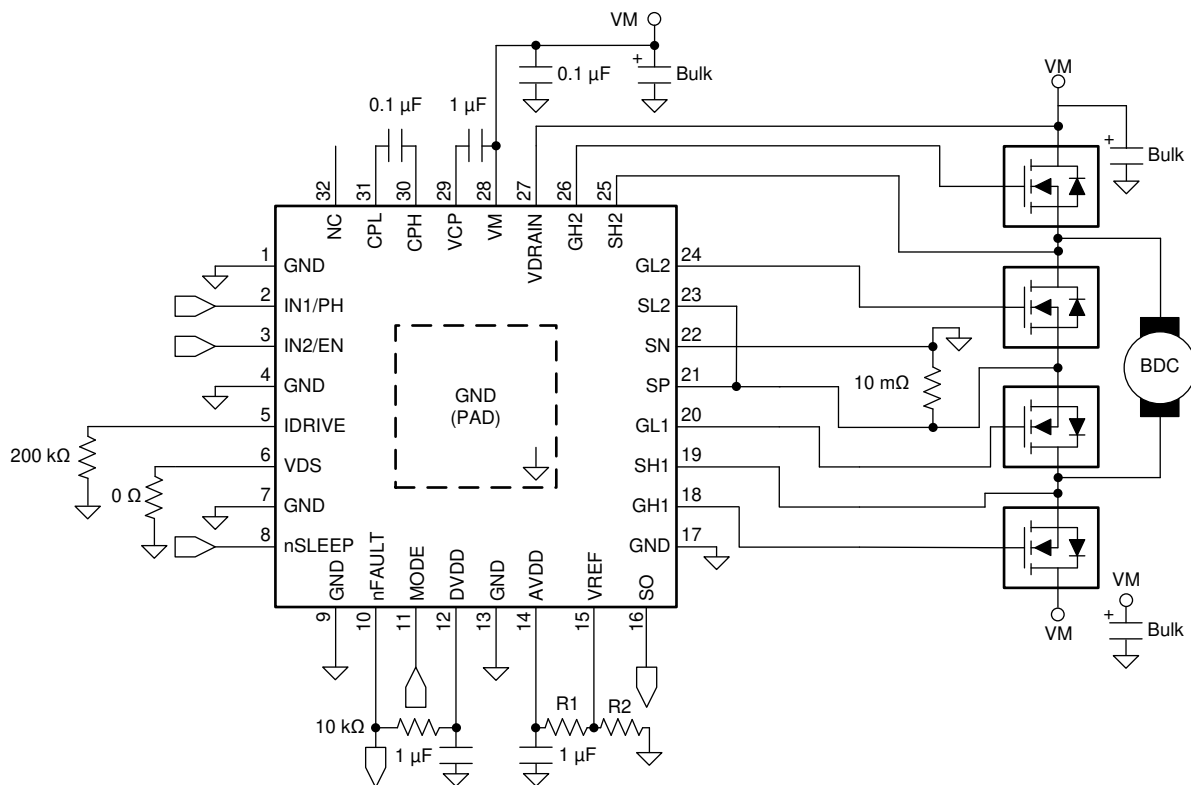 VM
0.1 µF
Bulk
VM
0.1 µF
1 µF
Bulk
32
31
30
29
28
27
26
25
NC
CPL
CPH
VCP
VM
VDRAIN
GH2
SH2
1
GND
2
IN1/PH
3
IN2/EN
4
GND
5
IDRIVE
200 kΩ
6
VDS
0 Ω
7
GND
8
nSLEEP
GND
(PAD)
GL2
24
SL2
23
SN
22
SP
21
10 mΩ
GL1
20
SH1
19
GH1
18
GND
17
BDC
GND
nFAULT
MODE
DVDD
GND
AVDD
VREF
SO
9
10
11
12
13
14
15
16
VM
VM
Bulk
10 kΩ
1 µF
R1
R2
1 µF